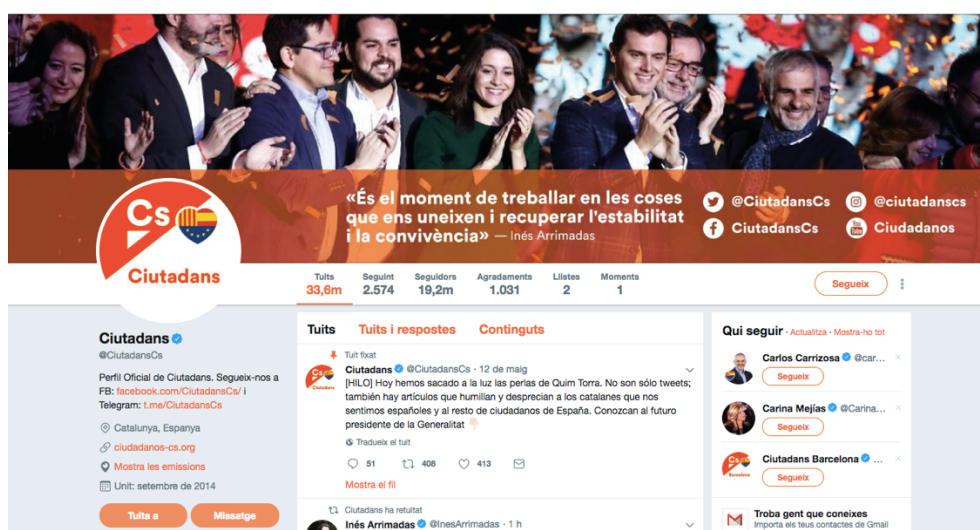 «És el moment de treballar en les coses
que ens uneixen i recuperar l'estabilitat
i la convivència» — Inés Arrimadas
@CiutadansCs
@ciutadanscs
CiutadansCs
Ciudadanos
Cs
Ciutadans
Tuits
33,6m
Seguint
2.574
Seguidors
19,2m
Agradaments
1.031
Llistes
2
Moments
1
Segueix
Ciutadans
@CiutadansCs
Perfil Oficial de Ciutadans. Segueix-nos a
FB: facebook.com/CiutadansCs/ i
Telegram: t.me/CiutadansCs
Catalunya, Espanya
ciudadanos-cs.org
Mostra les emissions
Unit: setembre de 2014
Tuita a
Missatge
Tuits Tuits i respostes Continguts
Tuit fixat
Ciutadans @CiutadansCs · 12 de maig
[HILO] Hoy hemos sacado a la luz las perlas de Quim Torra. No son sólo tweets;
también hay artículos que humillan y desprecian a los catalanes que nos
sentimos españoles y al resto de ciudadanos de España. Conozcan al futuro
presidente de la Generalitat
Tradueix el tuit
51 408 413
Mostra el fil
Ciutadans ha retuitat
Inés Arrimadas @InesArrimadas · 1 h
Qui seguir · Actualitza · Mostra-ho tot
Carlos Carrizosa @car...
Segueix
Carina Mejías @Carina...
Segueix
Ciutadans Barcelona ...
Segueix
Troba gent que coneixes
Importa els teus contactes de Gmail